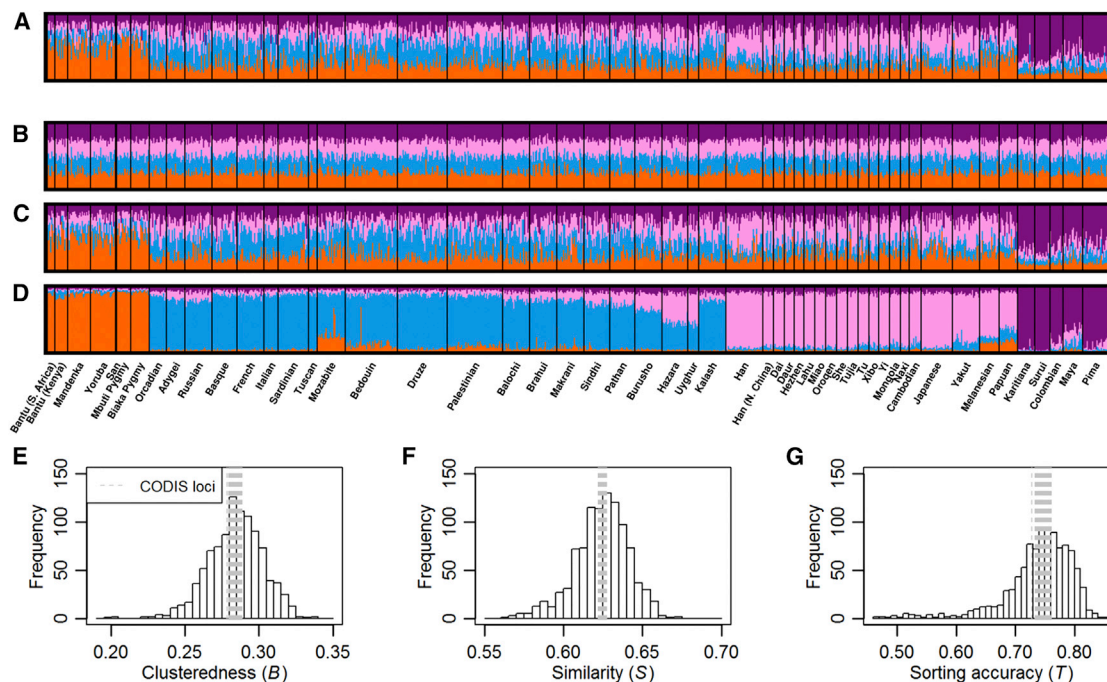 A
B
C
D
Bantu (S. Africa)
Bantu (Kenya)
Mandenka
Yoruba
San
Mbuti Pygmy
Biaka Pygmy
Orcadian
Adygei
Russian
Basque
French
Italian
Sardinian
Tuscan
Mozabite
Bedouin
Druze
Palestinian
Balochi
Brahui
Makrani
Sindhi
Pathan
Burusho
Hazara
Uyghur
Kalash
Han
Han (N. China)
Dai
Daur
Hezhen
Lahu
Miao
Oroqen
She
Tujia
Tu
Xibo
Yi
Mongola
Naxi
Cambodian
Japanese
Yakut
Melanesian
Papuan
Karitiana
Surui
Colombian
Maya
Pima
E
CODIS loci
Frequency
0 50 100 150
0.20 0.25 0.30 0.35
Clusteredness (B)
F
Frequency
0 50 100 150
0.55 0.60 0.65 0.70
Similarity (S)
G
Frequency
0 50 100 150
0.50 0.60 0.70 0.80
Sorting accuracy (T)